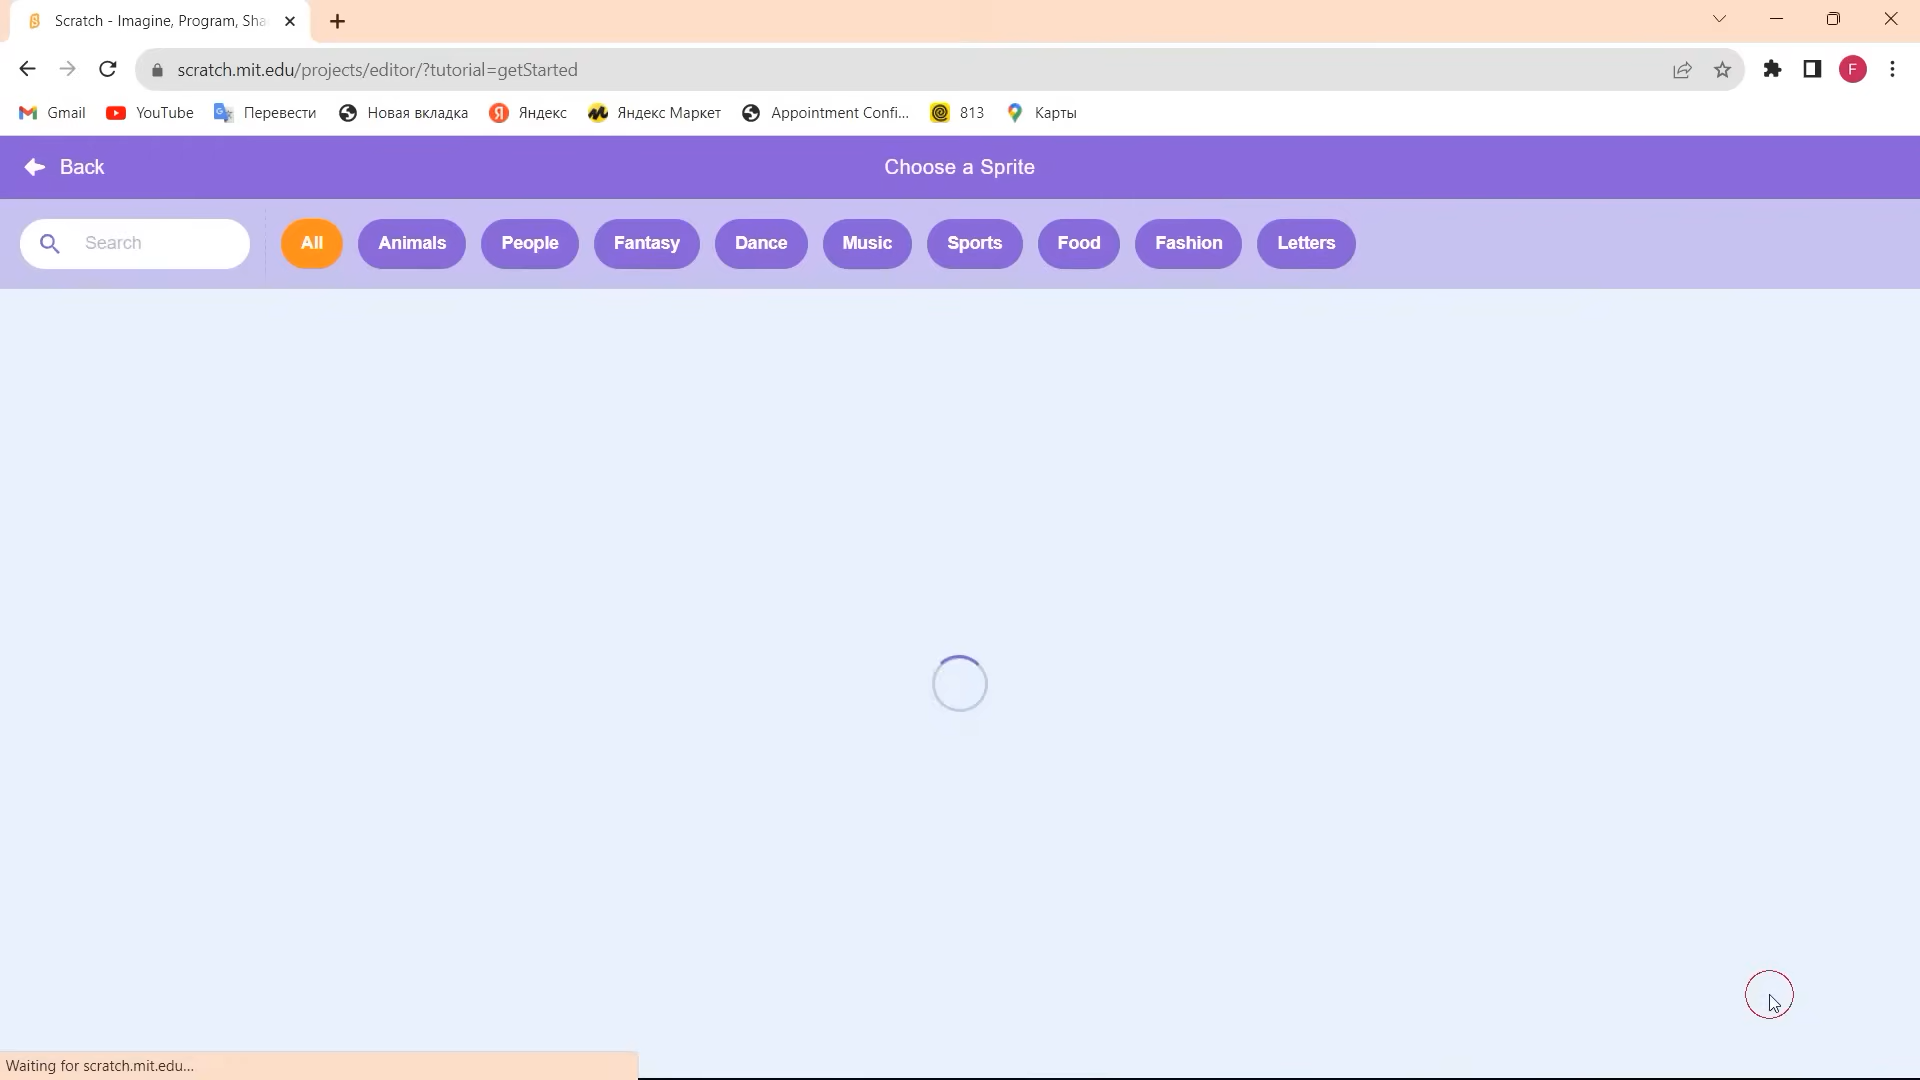 Scratch - Imagine, Program, Sha
scratch.mit.edu/projects/editor/?tutorial=getStarted
F
Gmail YouTube Перевести Новая вкладка Яндекс Яндекс Маркет Appointment Confi... 813 Карты
Back Choose a Sprite
Search All Animals People Fantasy Dance Music Sports Food Fashion Letters
Waiting for scratch.mit.edu...